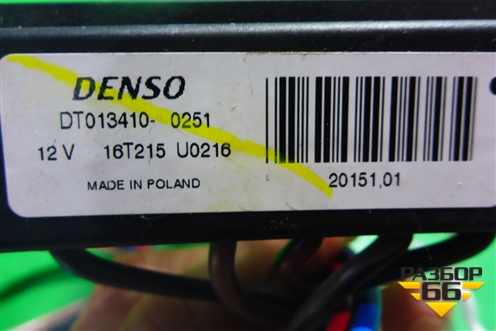 DENSO
DT013410- 0251
12 V 16T215 U0216
MADE IN POLAND
20151,01
РАЗБОР
66